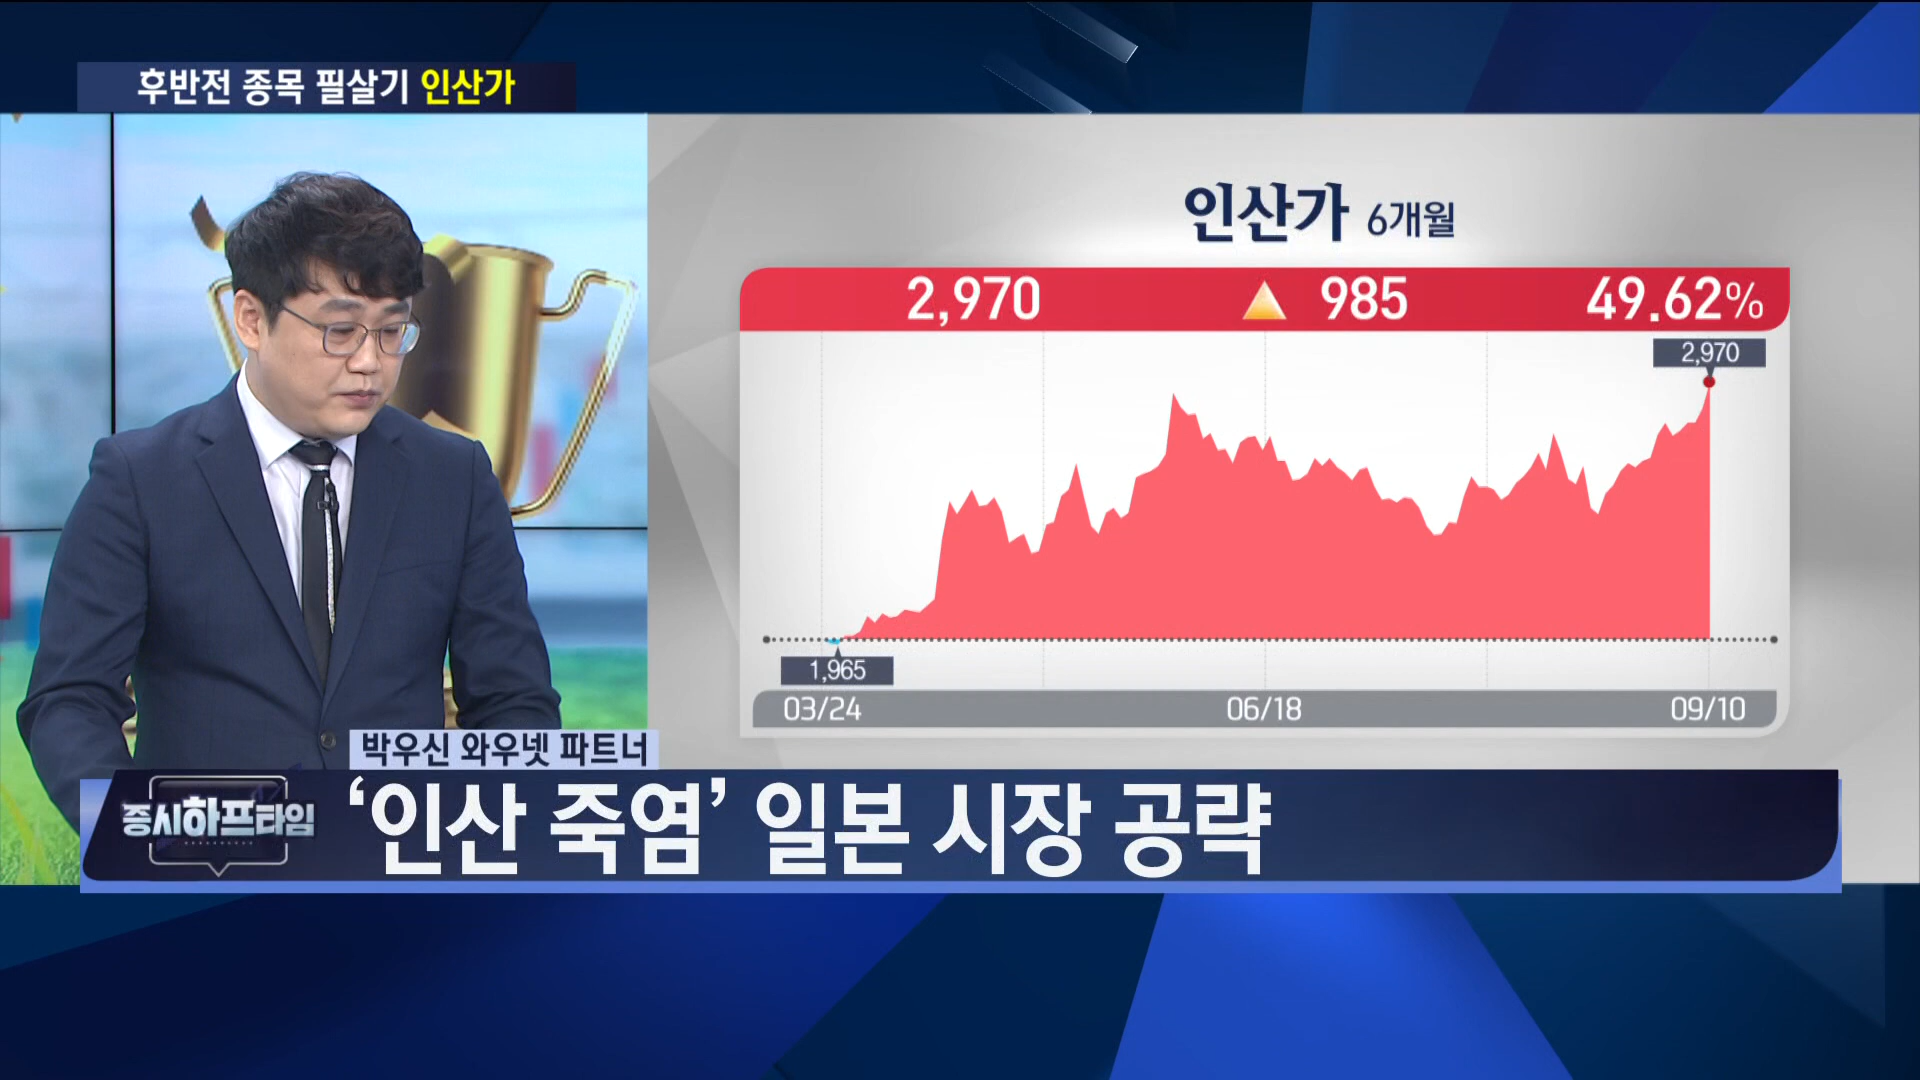 후반전 종목 필살기 인산가
인산가 6개월
2,970 ▲ 985 49.62%
2,970
1,965
03/24 06/18 09/10
박우신 와우넷 파트너
증시하프타임
‘인산 죽염’ 일본 시장 공략